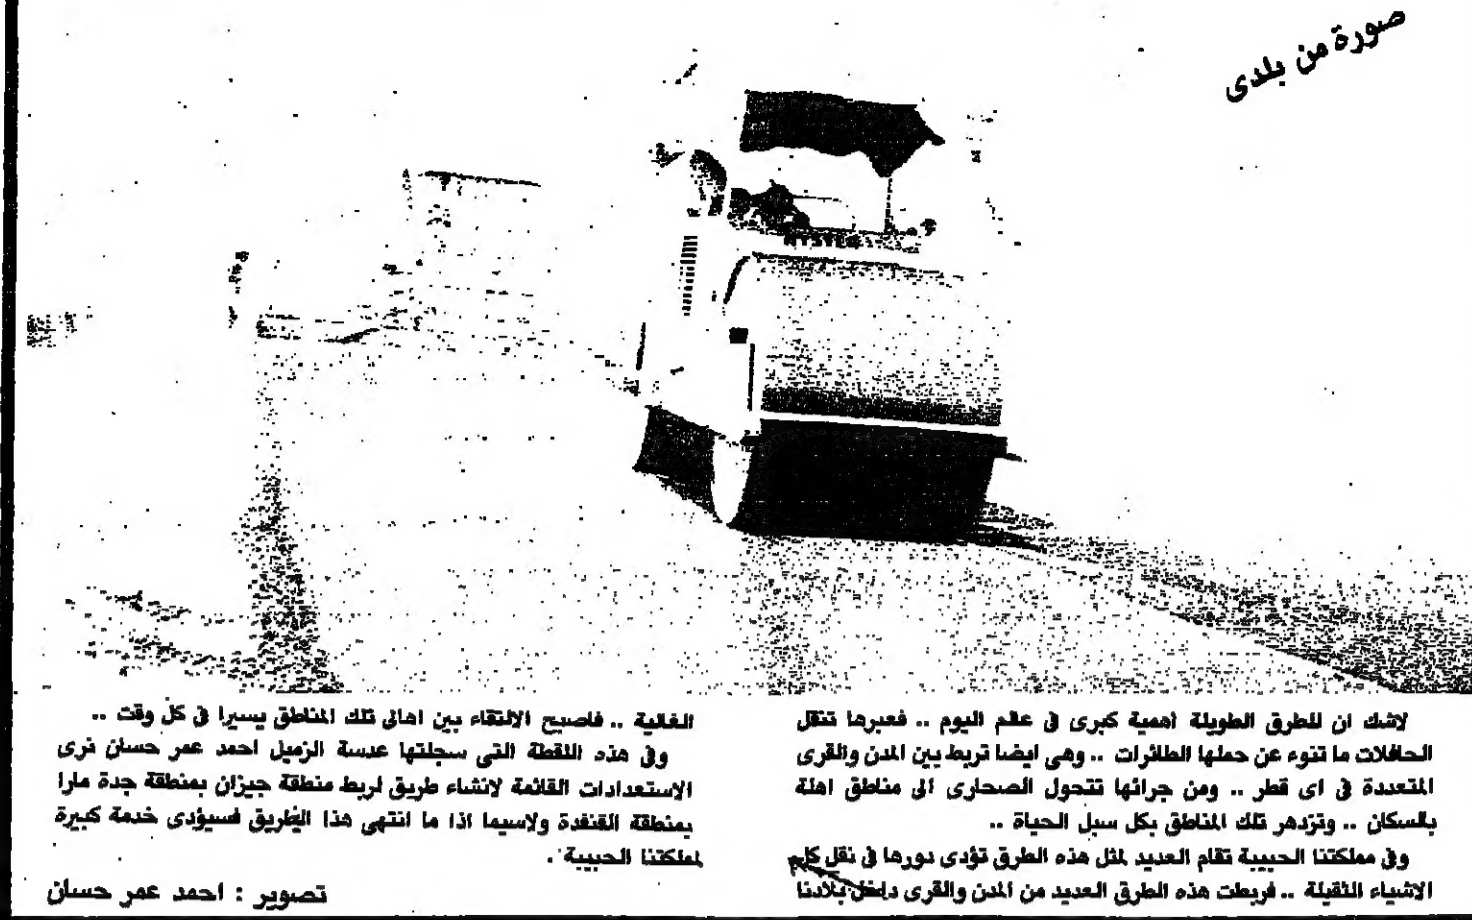 صورة من بلدى
HYSTER
لاشك ان للطرق الطويلة أهمية كبرى فى عالم اليوم .. فعبرها تنقل
الحافلات ما تنوء عن حملها الطائرات .. وهى ايضا تربط بين المدن والقرى
المتعددة فى اى قطر .. ومن جرائها تتحول الصحارى الى مناطق اهلة
بالسكان .. وتزدهر تلك المناطق بكل سبل الحياة ..
وفى مملكتنا الحبيبة تقام العديد لمثل هذه الطرق تؤدى دورها فى نقل كل
الاشياء الثقيلة .. فربطت هذه الطرق العديد من المدن والقرى داخل بلادنا
الغالية .. فاصبح الالتقاء بين اهالى تلك المناطق يسيرا فى كل وقت ..
وفى هذه اللقطة التى سجلتها عدسة الزميل احمد عمر حسان نرى
الاستعدادات القائمة لانشاء طريق لربط منطقة جيزان بمنطقة جدة مارا
بمنطقة القنفدة ولاسيما اذا ما انتهى هذا الطريق فسيؤدى خدمة كبيرة
لمملكتنا الحبيبة .
تصوير : احمد عمر حسان